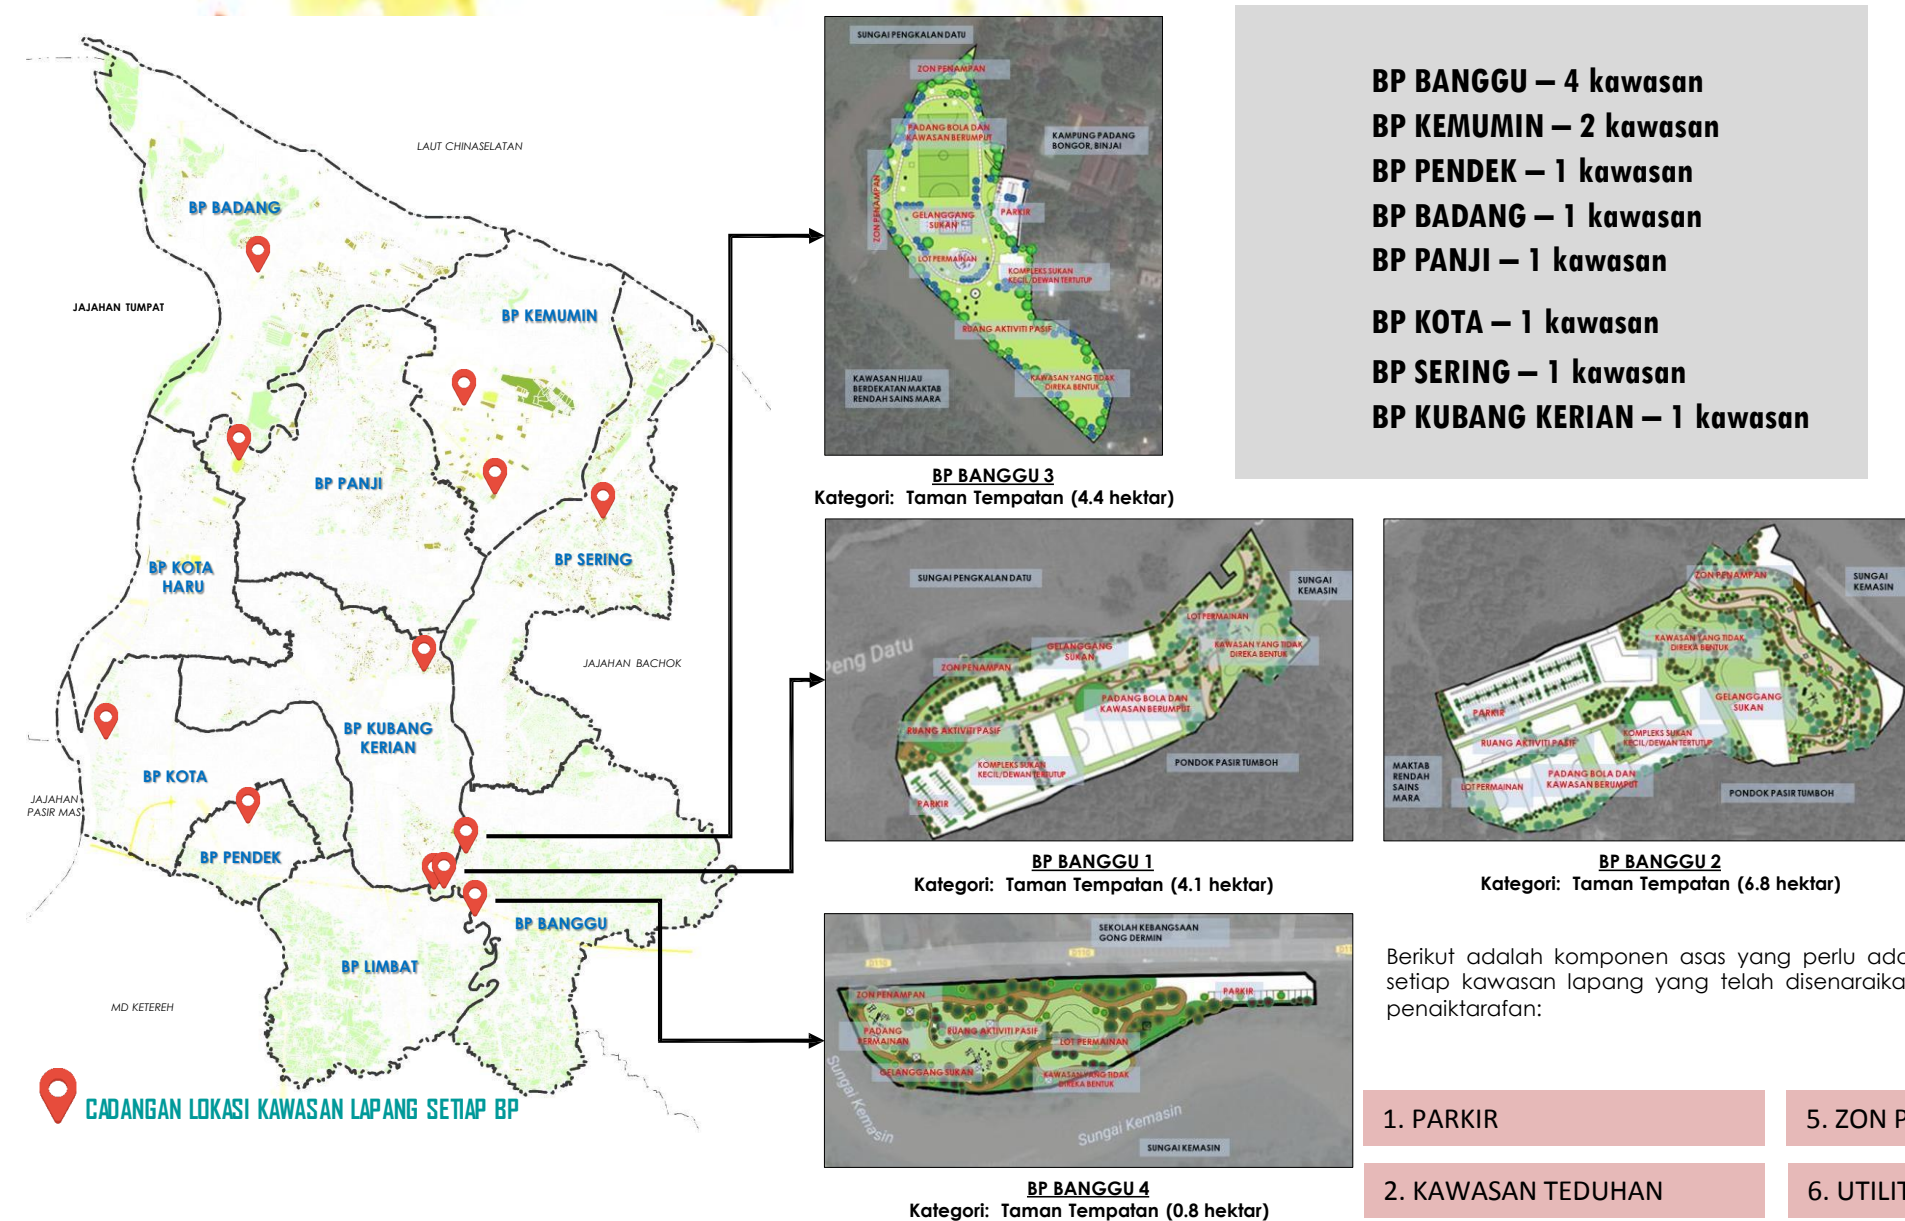 LAUT CHINASELATAN
BP BADANG
JAJAHAN TUMPAT
BP KEMUMIN
BP PANJI
BP SERING
BP KOTA
HARU
JAJAHAN BACHOK
BP KUBANG
KERIAN
BP KOTA
JAJAHAN
PASIR MAS
BP PENDEK
BP BANGGU
BP LIMBAT
MD KETEREH
CADANGAN LOKASI KAWASAN LAPANG SETIAP BP
SUNGAI PENGKALAN DATU
ZON PENAMPAN
PADANG BOLA DAN
KAWASAN BERUMPUT
KAMPUNG PADANG
BONGOR, BINJAI
ZON PENAMPAN
GELANGGANG
SUKAN
PARKIR
LOT PERMAINAN
KOMPLEKS SUKAN
KECIL/DEWAN TERTUTUP
RUANG AKTIVITI PASIF
KAWASAN HIJAU
BERDEKATAN MAKTAB
RENDAH SAINS MARA
KAWASAN YANG TIDAK
DIREKA BENTUK
BP BANGGU 3
Kategori: Taman Tempatan (4.4 hektar)
BP BANGGU – 4 kawasan
BP KEMUMIN – 2 kawasan
BP PENDEK – 1 kawasan
BP BADANG – 1 kawasan
BP PANJI – 1 kawasan
BP KOTA – 1 kawasan
BP SERING – 1 kawasan
BP KUBANG KERIAN – 1 kawasan
SUNGAI PENGKALAN DATU
SUNGAI
KEMASIN
LOT PERMAINAN
Peng Datu
GELANGGANG
SUKAN
KAWASAN YANG TIDAK
DIREKA BENTUK
ZON PENAMPAN
PADANG BOLA DAN
KAWASAN BERUMPUT
RUANG AKTIVITI PASIF
KOMPLEKS SUKAN
KECIL/DEWAN TERTUTUP
PONDOK PASIR TUMBOH
PARKIR
BP BANGGU 1
Kategori: Taman Tempatan (4.1 hektar)
ZON PENAMPAN
SUNGAI
KEMASIN
KAWASAN YANG TIDAK
DIREKA BENTUK
GELANGGANG
SUKAN
PARKIR
RUANG AKTIVITI PASIF
KOMPLEKS SUKAN
KECIL/DEWAN TERTUTUP
MAKTAB
RENDAH
SAINS
MARA
LOT PERMAINAN
PADANG BOLA DAN
KAWASAN BERUMPUT
PONDOK PASIR TUMBOH
BP BANGGU 2
Kategori: Taman Tempatan (6.8 hektar)
SEKOLAH KEBANGSAAN
GONG DERMIN
D116
D116
ZON PENAMPAN
PARKIR
PADANG
PERMAINAN
RUANG AKTIVITI PASIF
LOT PERMAINAN
GELANGGANG SUKAN
KAWASAN YANG TIDAK
DIREKA BENTUK
Sungai Kemasin
Sungai Kemasin
SUNGAI KEMASIN
BP BANGGU 4
Kategori: Taman Tempatan (0.8 hektar)
Berikut adalah komponen asas yang perlu ada
setiap kawasan lapang yang telah disenaraika
penaiktarafan:
1. PARKIR
5. ZON P
2. KAWASAN TEDUHAN
6. UTILIT